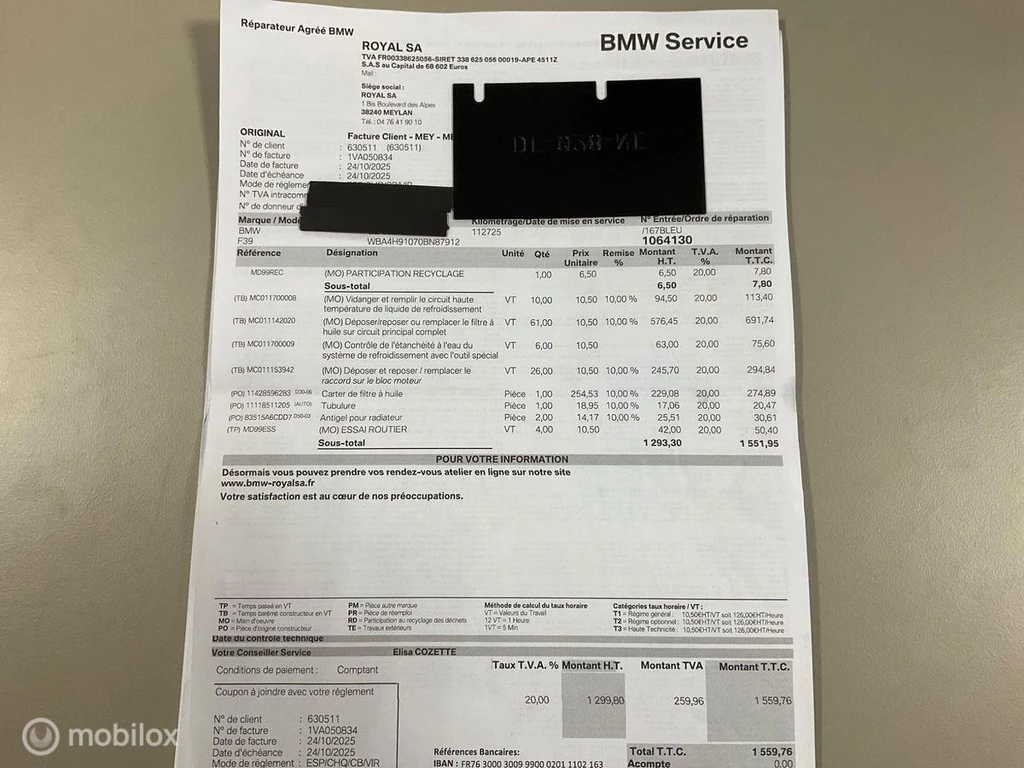 Réparateur Agréé BMW
BMW Service
ROYAL SA
TVA FR00338625056-SIRET 338 625 056 00019-APE 4511Z
S.A.S au Capital de 68 602 Euros
Mail :
Siège social :
ROYAL SA
1 Bis Boulevard des Alpes
38240 MEYLAN
Tél.: 04 76 41 90 10
ORIGINAL Facture Client - MEY - ME
N° de client : 630511 (630511)
N° de facture : 1VA050834
Date de facture : 24/10/2025
Date d'échéance : 24/10/2025
Mode de règlemen
N° TVA intracomm
N° de donneur d
Marque / Modè Kilométrage/Date de mise en service N° Entrée/Ordre de réparation
BMW 112725 /167BLEU
F39 WBA4H91070BN87912 1064130
Référence Désignation Unité Qté Prix Unitaire Remise % Montant H.T. T.V.A. % Montant T.T.C.
MD99REC (MO) PARTICIPATION RECYCLAGE 1,00 6,50 6,50 20,00 7,80
Sous-total 6,50 7,80
(TB) MC011700008 (MO) Vidanger et remplir le circuit haute VT 10,00 10,50 10,00 % 94,50 20,00 113,40
température de liquide de refroidissement
(TB) MC011142020 (MO) Déposer/reposer ou remplacer le filtre à VT 61,00 10,50 10,00 % 576,45 20,00 691,74
huile sur circuit principal complet
(TB) MC011700009 (MO) Contrôle de l'étanchéité à l'eau du VT 6,00 10,50 63,00 20,00 75,60
système de refroidissement avec l'outil spécial
(TB) MC011153942 (MO) Déposer et reposer / remplacer le VT 26,00 10,50 10,00 % 245,70 20,00 294,84
raccord sur le bloc moteur
(PO) 11428596283 D30-06 Carter de filtre à huile Pièce 1,00 254,53 10,00 % 229,08 20,00 274,89
(PO) 11118511205 (AUTO) Tubulure Pièce 1,00 18,95 10,00 % 17,06 20,00 20,47
(PO) 83515A6CDD7 D50-03 Antigel pour radiateur Pièce 2,00 14,17 10,00 % 25,51 20,00 30,61
(TP) MD99ESS (MO) ESSAI ROUTIER VT 4,00 10,50 42,00 20,00 50,40
Sous-total 1 293,30 1 551,95
POUR VOTRE INFORMATION
Désormais vous pouvez prendre vos rendez-vous atelier en ligne sur notre site
www.bmw-royalsa.fr
Votre satisfaction est au cœur de nos préoccupations.
TP = Temps passé en VT PM = Pièce autre marque Méthode de calcul du taux horaire Catégories taux horaire / VT :
TB = Temps barème constructeur en VT PR = Pièce de réemploi VT = Valeurs du Travail T1 = Régime général : 10,50€HT/VT soit 126,00€HT/Heure
MO = Main d'oeuvre RD = Participation au recyclage des déchets 12 VT = 1 Heure T2 = Régime optionnel : 10,50€HT/VT soit 126,00€HT/Heure
PO = Pièce d'origine constructeur TE = Travaux extérieurs 1VT = 5 Min T3 = Haute Technicité : 10,50€HT/VT soit 126,00€HT/Heure
Date du contrôle technique
Votre Conseiller Service Elisa COZETTE
Conditions de paiement : Comptant
Taux T.V.A. % Montant H.T. Montant TVA Montant T.T.C.
20,00 1 299,80 259,96 1 559,76
Coupon à joindre avec votre règlement
N° de client : 630511
N° de facture : 1VA050834
Date de facture : 24/10/2025
Date d'échéance : 24/10/2025
Mode de règlement : ESP/CHQ/CB/VIR
Références Bancaires:
IBAN : FR76 3000 3009 9900 0201 1102 163
Total T.T.C. 1 559,76
Acompte 0,00
mobilox